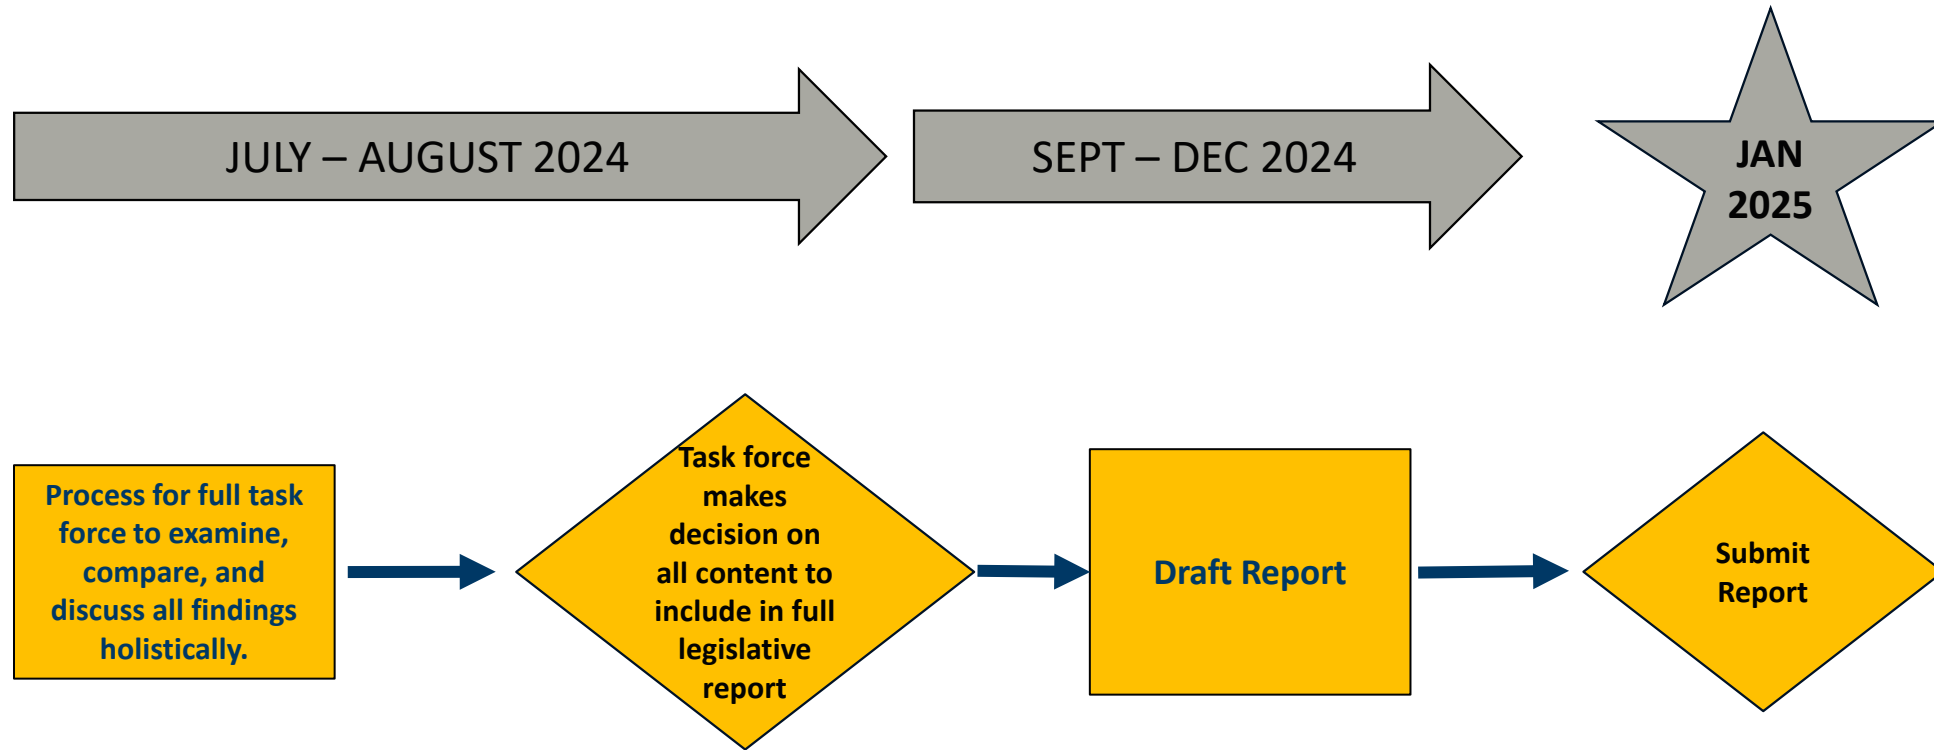 JULY – AUGUST 2024
SEPT – DEC 2024
JAN
2025
Process for full task
force to examine,
compare, and
discuss all findings
holistically.
Task force
makes
decision on
all content to
include in full
legislative
report
Draft Report
Submit
Report